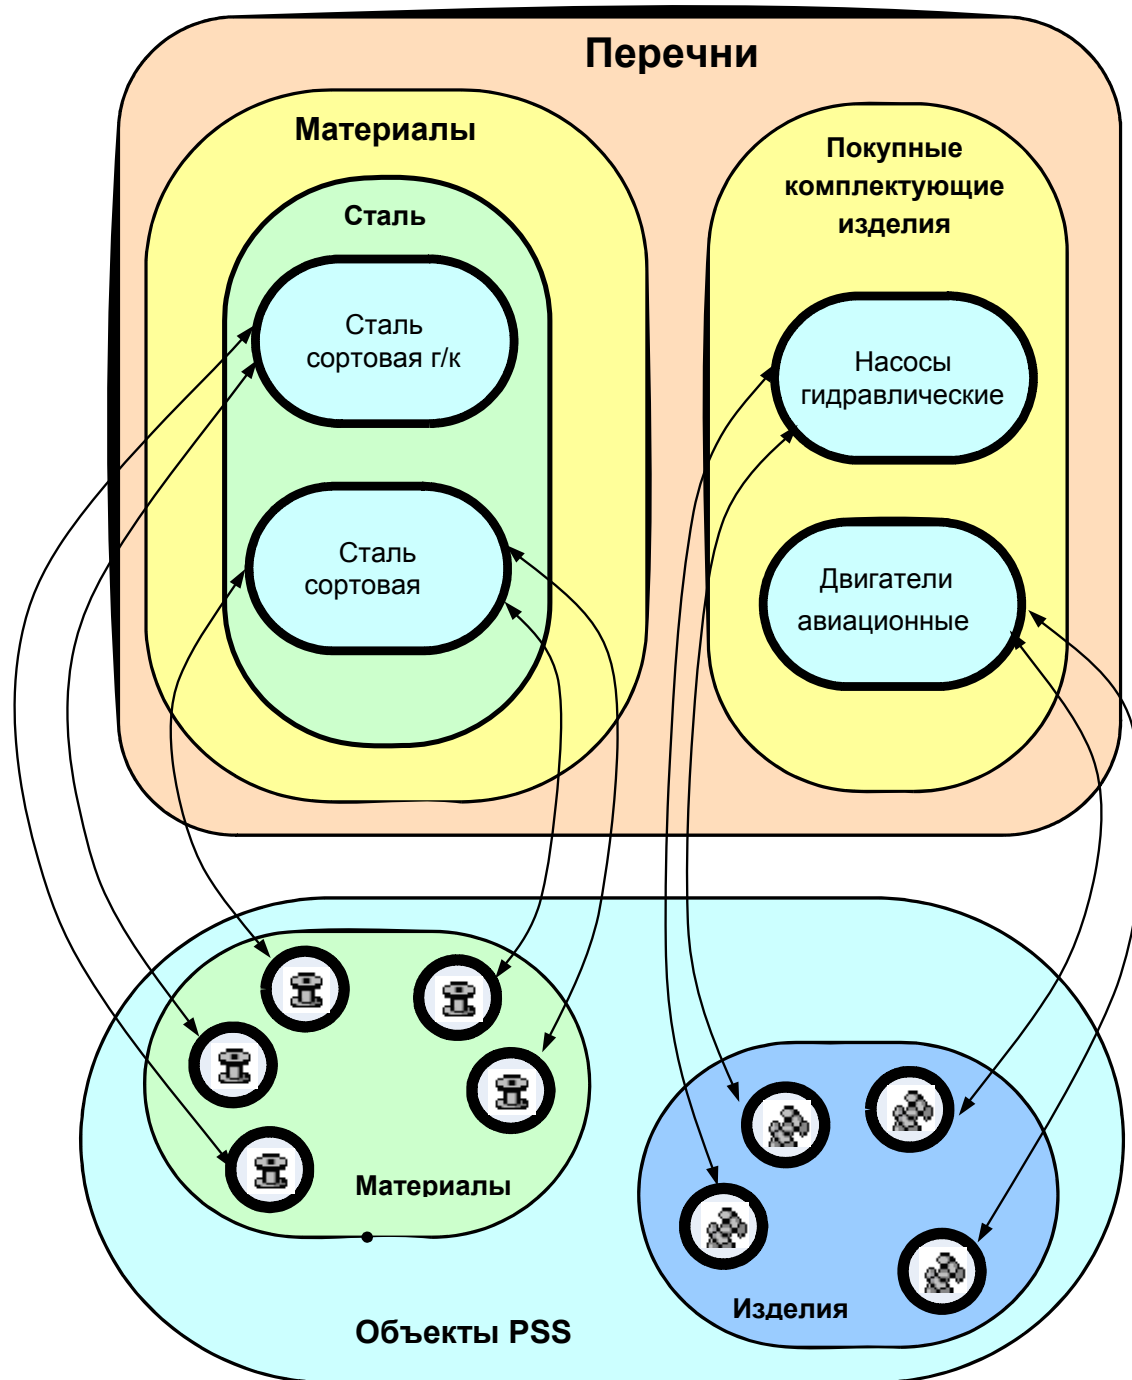 Перечни
Материалы
Сталь
Сталь
сортовая г/к
Сталь
сортовая
Покупные
комплектующие
изделия
Насосы
гидравлические
Двигатели
авиационные
Материалы
Изделия
Объекты PSS